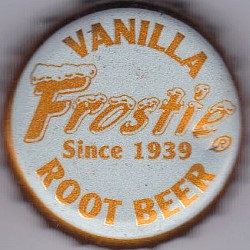 VANILLA
Frostie®
Since 1939
ROOT BEER